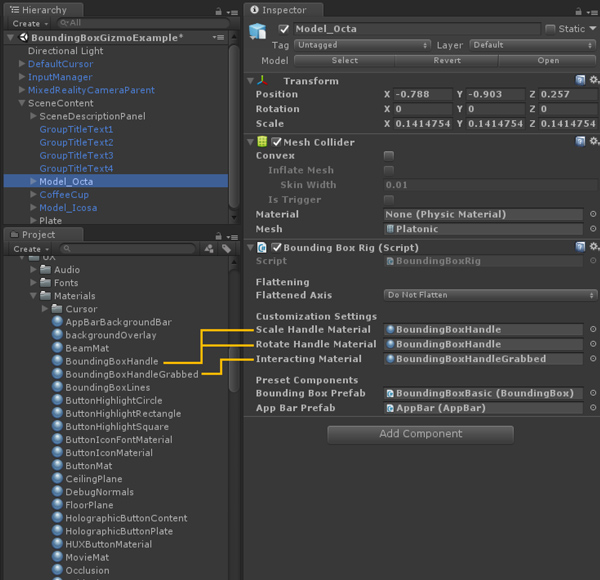 Hierarchy
Create
All
BoundingBoxGizmoExample*
Directional Light
DefaultCursor
InputManager
MixedRealityCameraParent
SceneContent
SceneDescriptionPanel
GroupTitleText1
GroupTitleText2
GroupTitleText3
GroupTitleText4
Model_Octa
CoffeeCup
Model_Icosa
Plate
Project
Create
UX
Audio
Fonts
Materials
Cursor
AppBarBackgroundBar
backgroundOverlay
BeamMat
BoundingBoxHandle
BoundingBoxHandleGrabbed
BoundingBoxLines
ButtonHighlightCircle
ButtonHighlightRectangle
ButtonHighlightSquare
ButtonIconFontMaterial
ButtonIconMaterial
ButtonMat
CeilingPlane
DebugNormals
FloorPlane
HolographicButtonContent
HolographicButtonPlate
HUXButtonMaterial
MovieMat
Occlusion
Inspector
Model_Octa Static
Tag Untagged Layer Default
Model Select Revert Open
Transform
Position X -0.788 Y -0.903 Z 0.257
Rotation X 0 Y 0 Z 0
Scale X 0.1414754 Y 0.1414754 Z 0.1414754
Mesh Collider
Convex
Inflate Mesh
Skin Width 0.01
Is Trigger
Material None (Physic Material)
Mesh Platonic
Bounding Box Rig (Script)
Script BoundingBoxRig
Flattening
Flattened Axis Do Not Flatten
Customization Settings
Scale Handle Material BoundingBoxHandle
Rotate Handle Material BoundingBoxHandle
Interacting Material BoundingBoxHandleGrabbed
Preset Components
Bounding Box Prefab BoundingBoxBasic (BoundingBox)
App Bar Prefab AppBar (AppBar)
Add Component